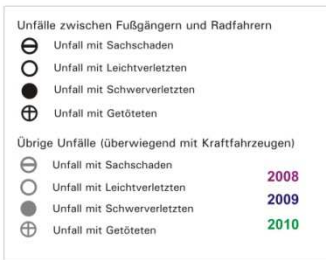 Unfälle zwischen Fußgängern und Radfahrern
Unfall mit Sachschaden
Unfall mit Leichtverletzten
Unfall mit Schwerverletzten
Unfall mit Getöteten
Übrige Unfälle (überwiegend mit Kraftfahrzeugen)
Unfall mit Sachschaden
Unfall mit Leichtverletzten
Unfall mit Schwerverletzten
Unfall mit Getöteten
2008
2009
2010